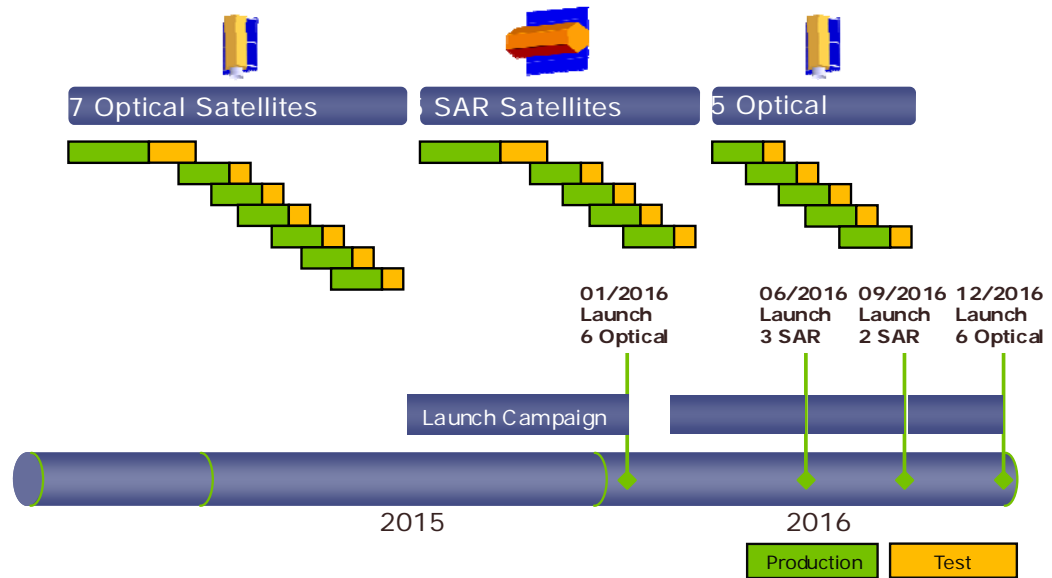 7 Optical Satellites
SAR Satellites
5 Optical
01/2016
Launch
6 Optical
06/2016
Launch
3 SAR
09/2016
Launch
2 SAR
12/2016
Launch
6 Optical
Launch Campaign
2015
2016
Production
Test